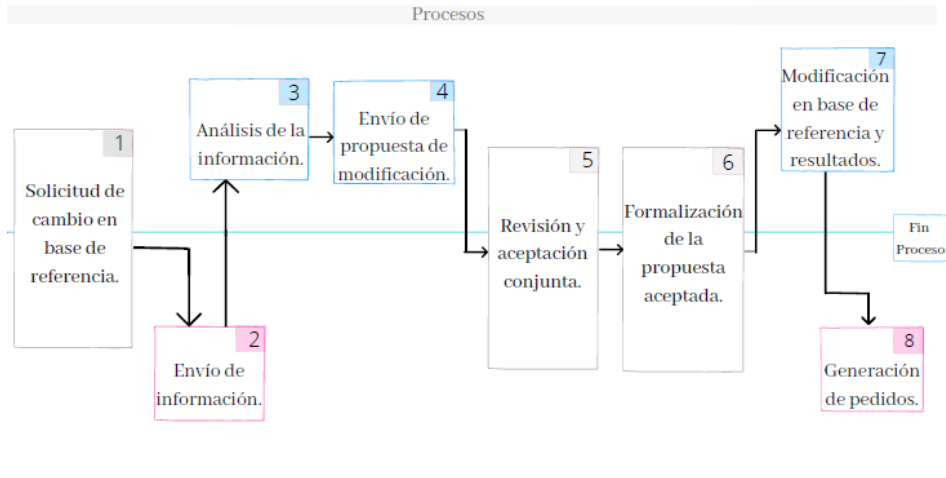 Procesos
1
Solicitud de
cambio en
base de
referencia.
2
Envío de
información.
3
Análisis de la
información.
4
Envío de
propuesta de
modificación.
5
Revisión y
aceptación
conjunta.
6
Formalización
de la
propuesta
aceptada.
7
Modificación
en base de
referencia y
resultados.
8
Generación
de pedidos.
Fin
Proceso